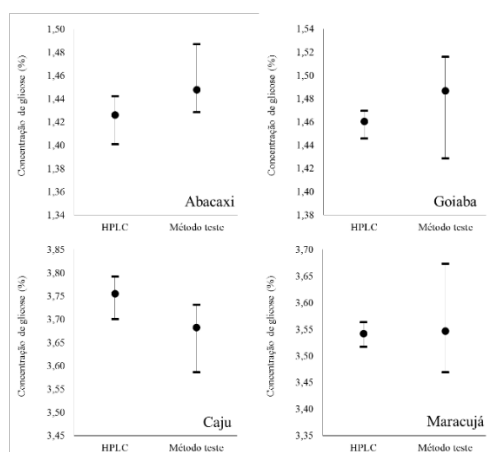 Concentração de glicose (%)
1,50
1,48
1,46
1,44
1,42
1,40
1,38
1,36
1,34
HPLC Método teste
Abacaxi
Concentração de glicose (%)
1,54
1,52
1,50
1,48
1,46
1,44
1,42
1,40
1,38
HPLC Método teste
Goiaba
Concentração de glicose (%)
3,85
3,80
3,75
3,70
3,65
3,60
3,55
3,50
3,45
HPLC Método teste
Caju
Concentração de glicose (%)
3,70
3,65
3,60
3,55
3,50
3,45
3,40
3,35
HPLC Método teste
Maracujá